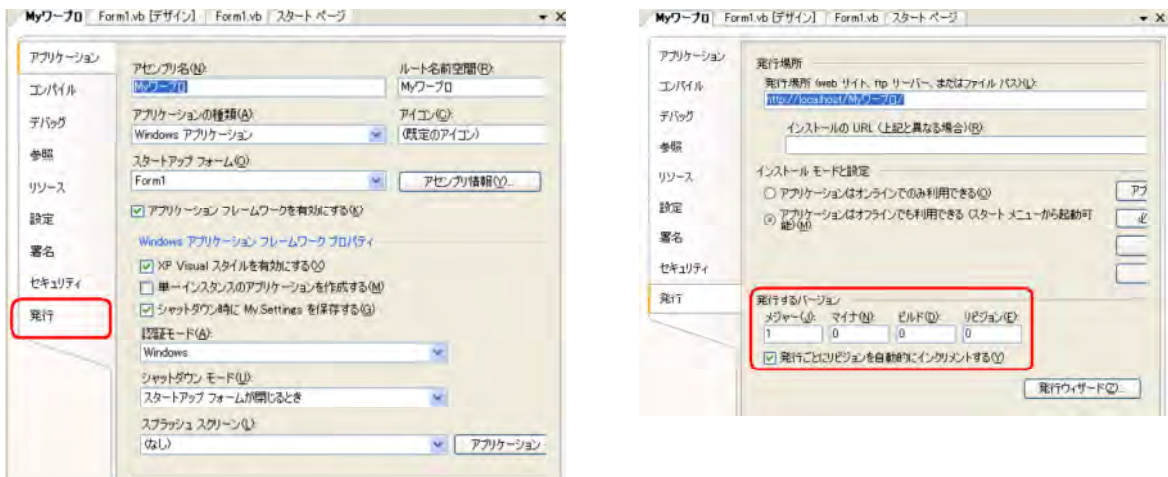 Myワープロ Form1.vb [デザイン] Form1.vb スタート ページ
アプリケーション
コンパイル
デバッグ
参照
リソース
設定
署名
セキュリティ
発行
アセンブリ名(N):
Myワープロ
ルート名前空間(R):
Myワープロ
アプリケーションの種類(A):
Windows アプリケーション
アイコン(C):
(既定のアイコン)
スタートアップ フォーム(O):
Form1
アセンブリ情報(Y)...
アプリケーション フレームワークを有効にする(K)
Windows アプリケーション フレームワーク プロパティ
XP Visual スタイルを有効にする(X)
単一インスタンスのアプリケーションを作成する(M)
シャットダウン時に My.Settings を保存する(G)
認証モード(A):
Windows
シャットダウン モード(U):
スタートアップ フォームが閉じるとき
スプラッシュ スクリーン(L):
(なし)
アプリケーション
Myワープロ Form1.vb [デザイン] Form1.vb スタート ページ
アプリケーション
コンパイル
デバッグ
参照
リソース
設定
署名
セキュリティ
発行
発行場所
発行場所 (web サイト、ftp サーバー、またはファイル パス)(L):
http://localhost/Myワープロ/
インストールの URL (上記と異なる場合)(R):
インストール モードと設定
アプリケーションはオンラインでのみ利用できる(O)
アプリケーションはオフラインでも利用できる (スタート メニューから起動可
能)(M)
アプ
必
発行するバージョン
メジャー(J): マイナ(N): ビルド(D): リビジョン(E):
1 0 0 0
発行ごとにリビジョンを自動的にインクリメントする(Y)
発行ウィザード(Z)...